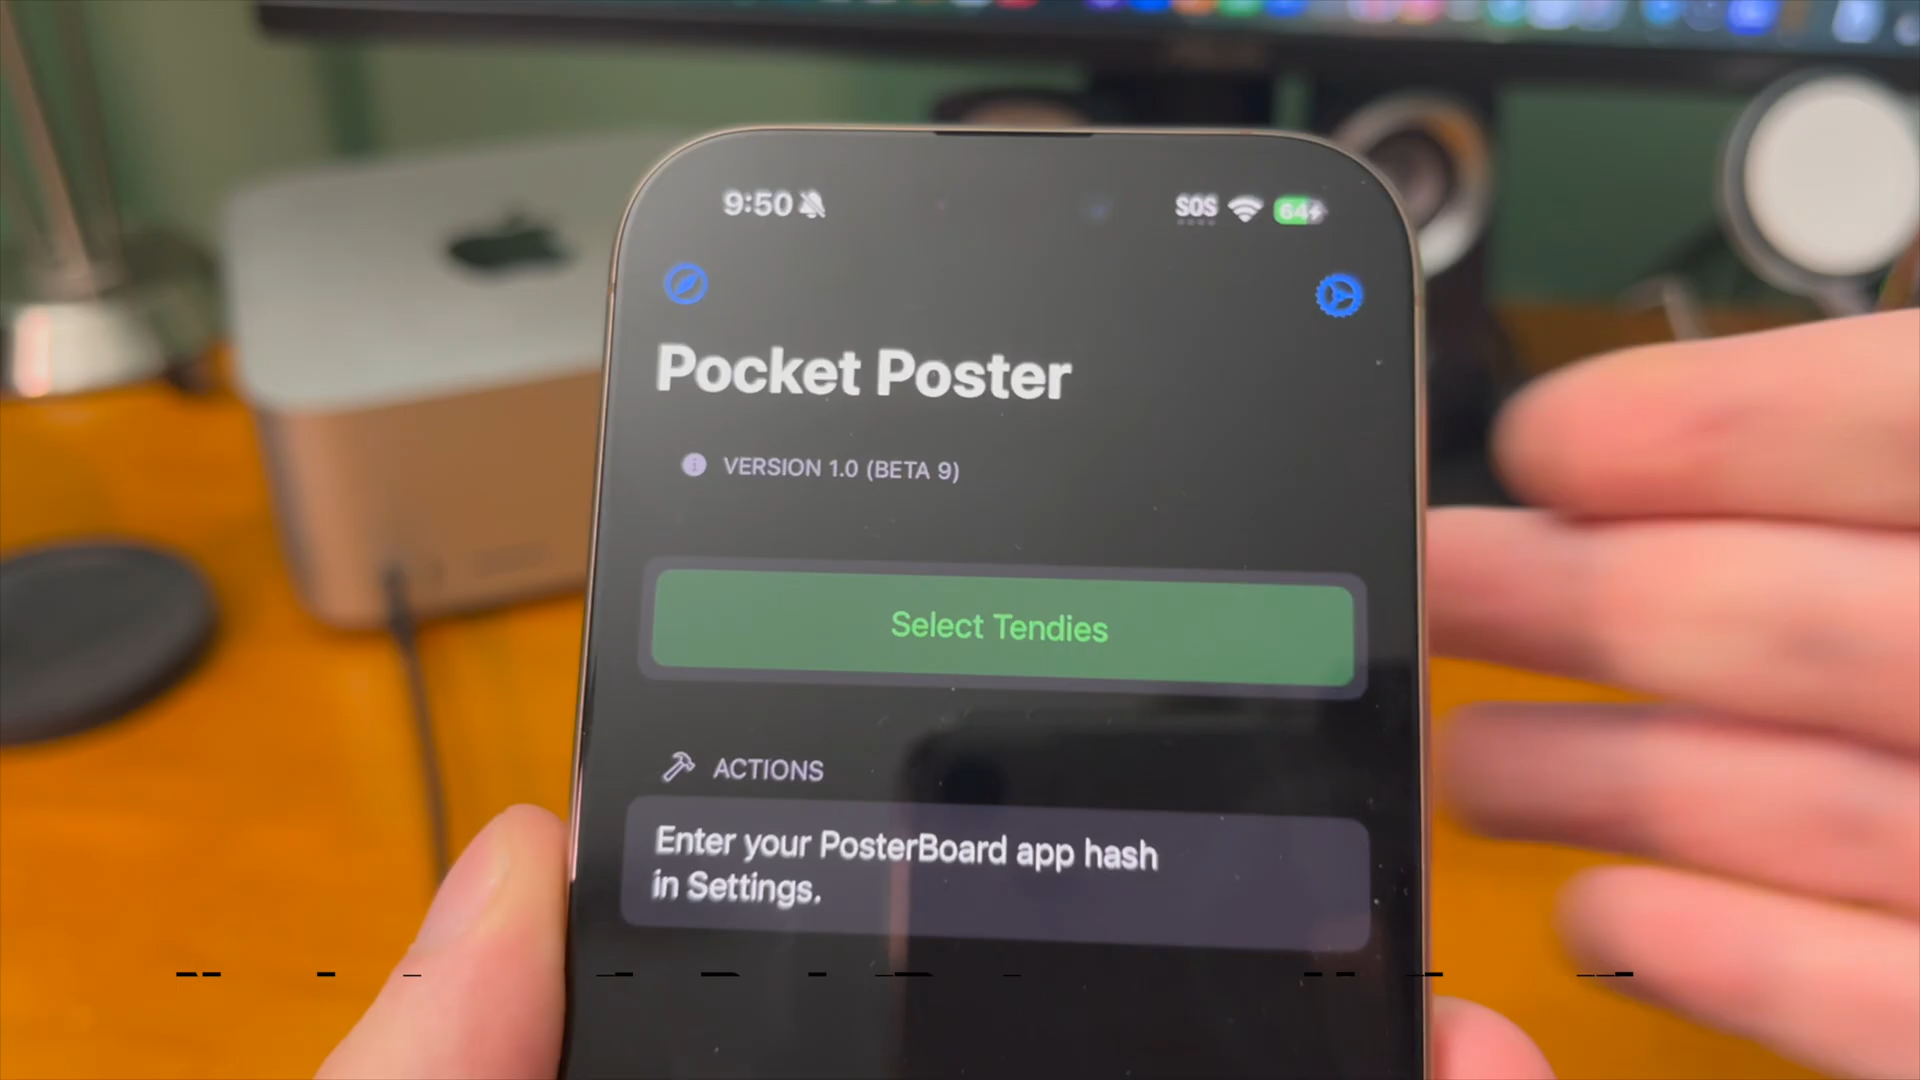 9:50
SOS
64
Pocket Poster
VERSION 1.0 (BETA 9)
Select Tendies
ACTIONS
Enter your PosterBoard app hash
in Settings.